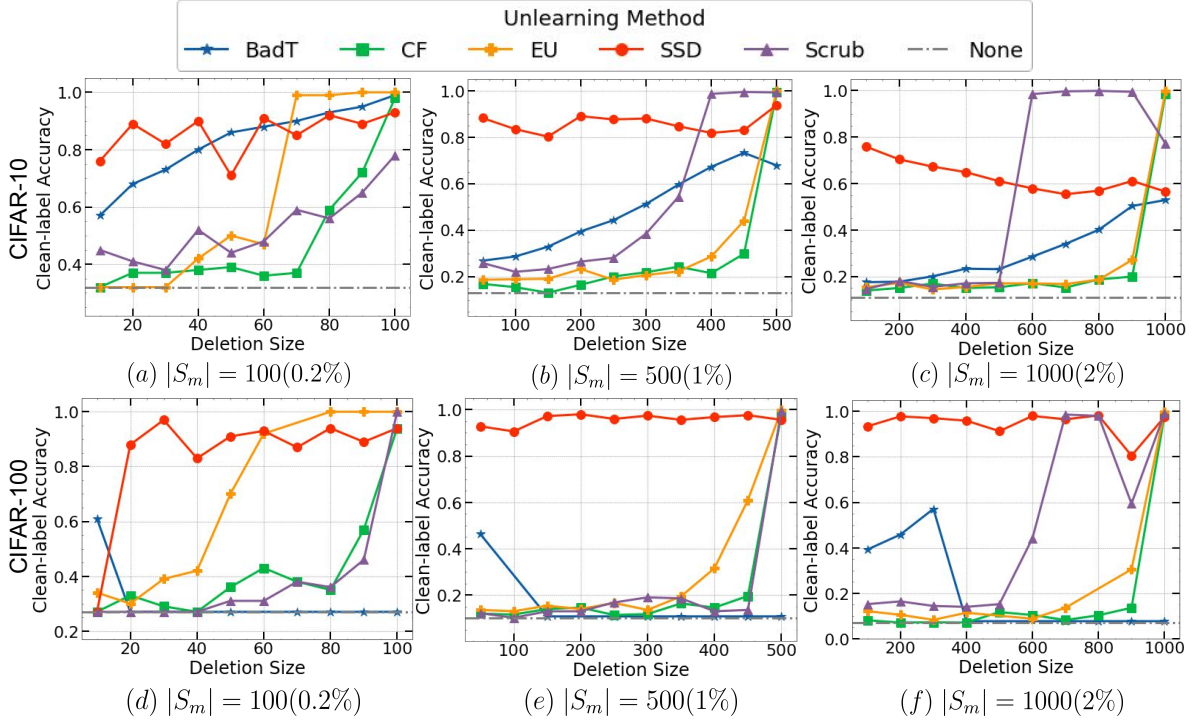 Unlearning Method
BadT CF EU SSD Scrub None
CIFAR-10
Clean-label Accuracy
1.0
0.8
0.6
0.4
20 40 60 80 100
Deletion Size
(a) |S_m| = 100(0.2%)
Clean-label Accuracy
1.0
0.8
0.6
0.4
0.2
100 200 300 400 500
Deletion Size
(b) |S_m| = 500(1%)
Clean-label Accuracy
1.0
0.8
0.6
0.4
0.2
200 400 600 800 1000
Deletion Size
(c) |S_m| = 1000(2%)
CIFAR-100
Clean-label Accuracy
1.0
0.8
0.6
0.4
0.2
20 40 60 80 100
Deletion Size
(d) |S_m| = 100(0.2%)
Clean-label Accuracy
1.0
0.8
0.6
0.4
0.2
100 200 300 400 500
Deletion Size
(e) |S_m| = 500(1%)
Clean-label Accuracy
1.0
0.8
0.6
0.4
0.2
0.0
200 400 600 800 1000
Deletion Size
(f) |S_m| = 1000(2%)